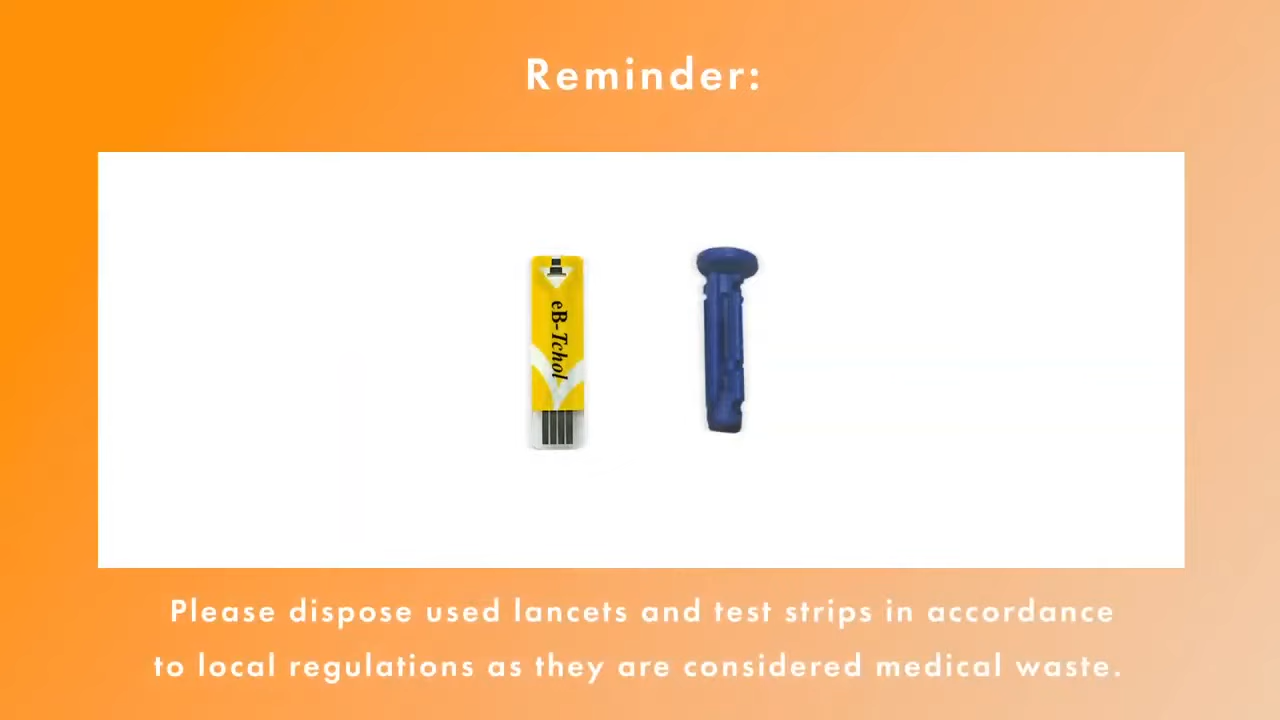 Reminder:
eB-Tchol
Please dispose used lancets and test strips in accordance
to local regulations as they are considered medical waste.